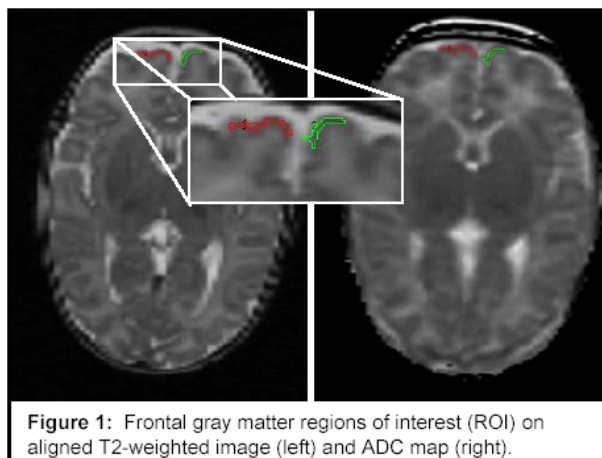 Figure 1: Frontal gray matter regions of interest (ROI) on
aligned T2-weighted image (left) and ADC map (right).